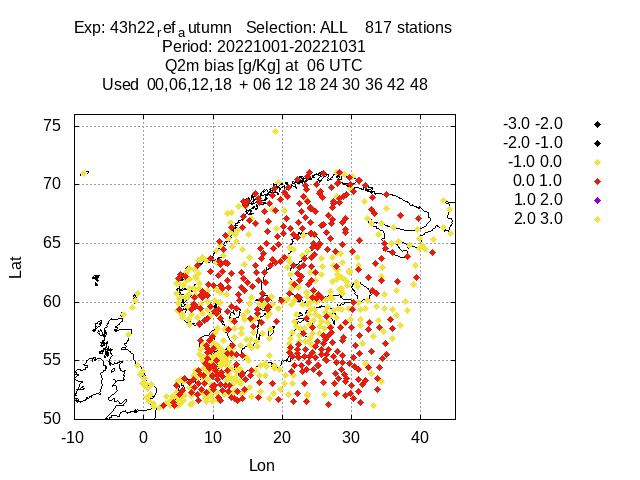 Exp: 43h22ref autumn Selection: ALL 817 stations
Period: 20221001-20221031
Q2m bias [g/Kg] at 06 UTC
Used 00,06,12,18 + 06 12 18 24 30 36 42 48
75
70
65
60
55
50
-10 0 10 20 30 40
Lat
Lon
-3.0 -2.0
-2.0 -1.0
-1.0 0.0
0.0 1.0
1.0 2.0
2.0 3.0